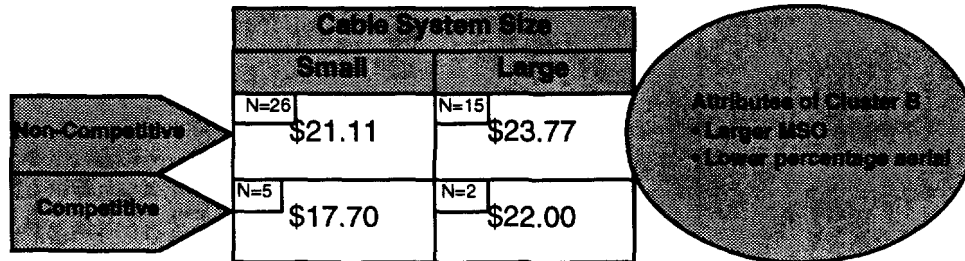 Cable System Size
Small Large
Non-Competitive
N=26 $21.11
N=15 $23.77
Attributes of Cluster B
•Larger MSO
•Lower percentage aerial
Competitive
N=5 $17.70
N=2 $22.00